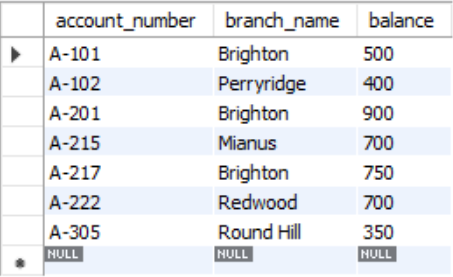 account_number branch_name balance
A-101 Brighton 500
A-102 Perryridge 400
A-201 Brighton 900
A-215 Mianus 700
A-217 Brighton 750
A-222 Redwood 700
A-305 Round Hill 350
NULL NULL NULL